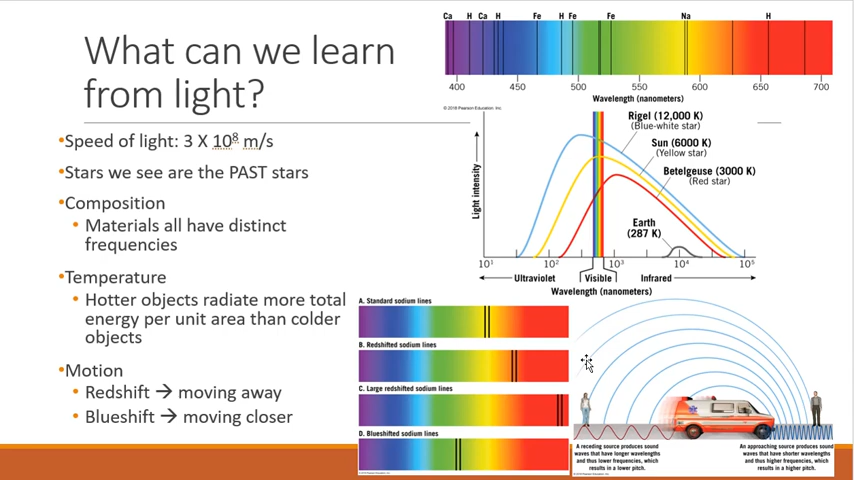 What can we learn
from light?
•Speed of light: 3 X 10⁸ m/s
•Stars we see are the PAST stars
•Composition
• Materials all have distinct
frequencies
•Temperature
• Hotter objects radiate more total
energy per unit area than colder
objects
•Motion
• Redshift → moving away
• Blueshift → moving closer
Ca H Ca H Fe H Fe Fe Na H
400 450 500 550 600 650 700
Wavelength (nanometers)
© 2018 Pearson Education, Inc.
Rigel (12,000 K)
(Blue-white star)
Sun (6000 K)
(Yellow star)
Betelgeuse (3000 K)
(Red star)
Earth
(287 K)
Light intensity
10¹ 10² 10³ 10⁴ 10⁵
Ultraviolet Visible Infrared
Wavelength (nanometers)
A. Standard sodium lines
B. Redshifted sodium lines
C. Large redshifted sodium lines
D. Blueshifted sodium lines
A receding source produces sound
waves that have longer wavelengths
and thus lower frequencies, which
results in a lower pitch.
An approaching source produces sound
waves that have shorter wavelengths
and thus higher frequencies, which
results in a higher pitch.